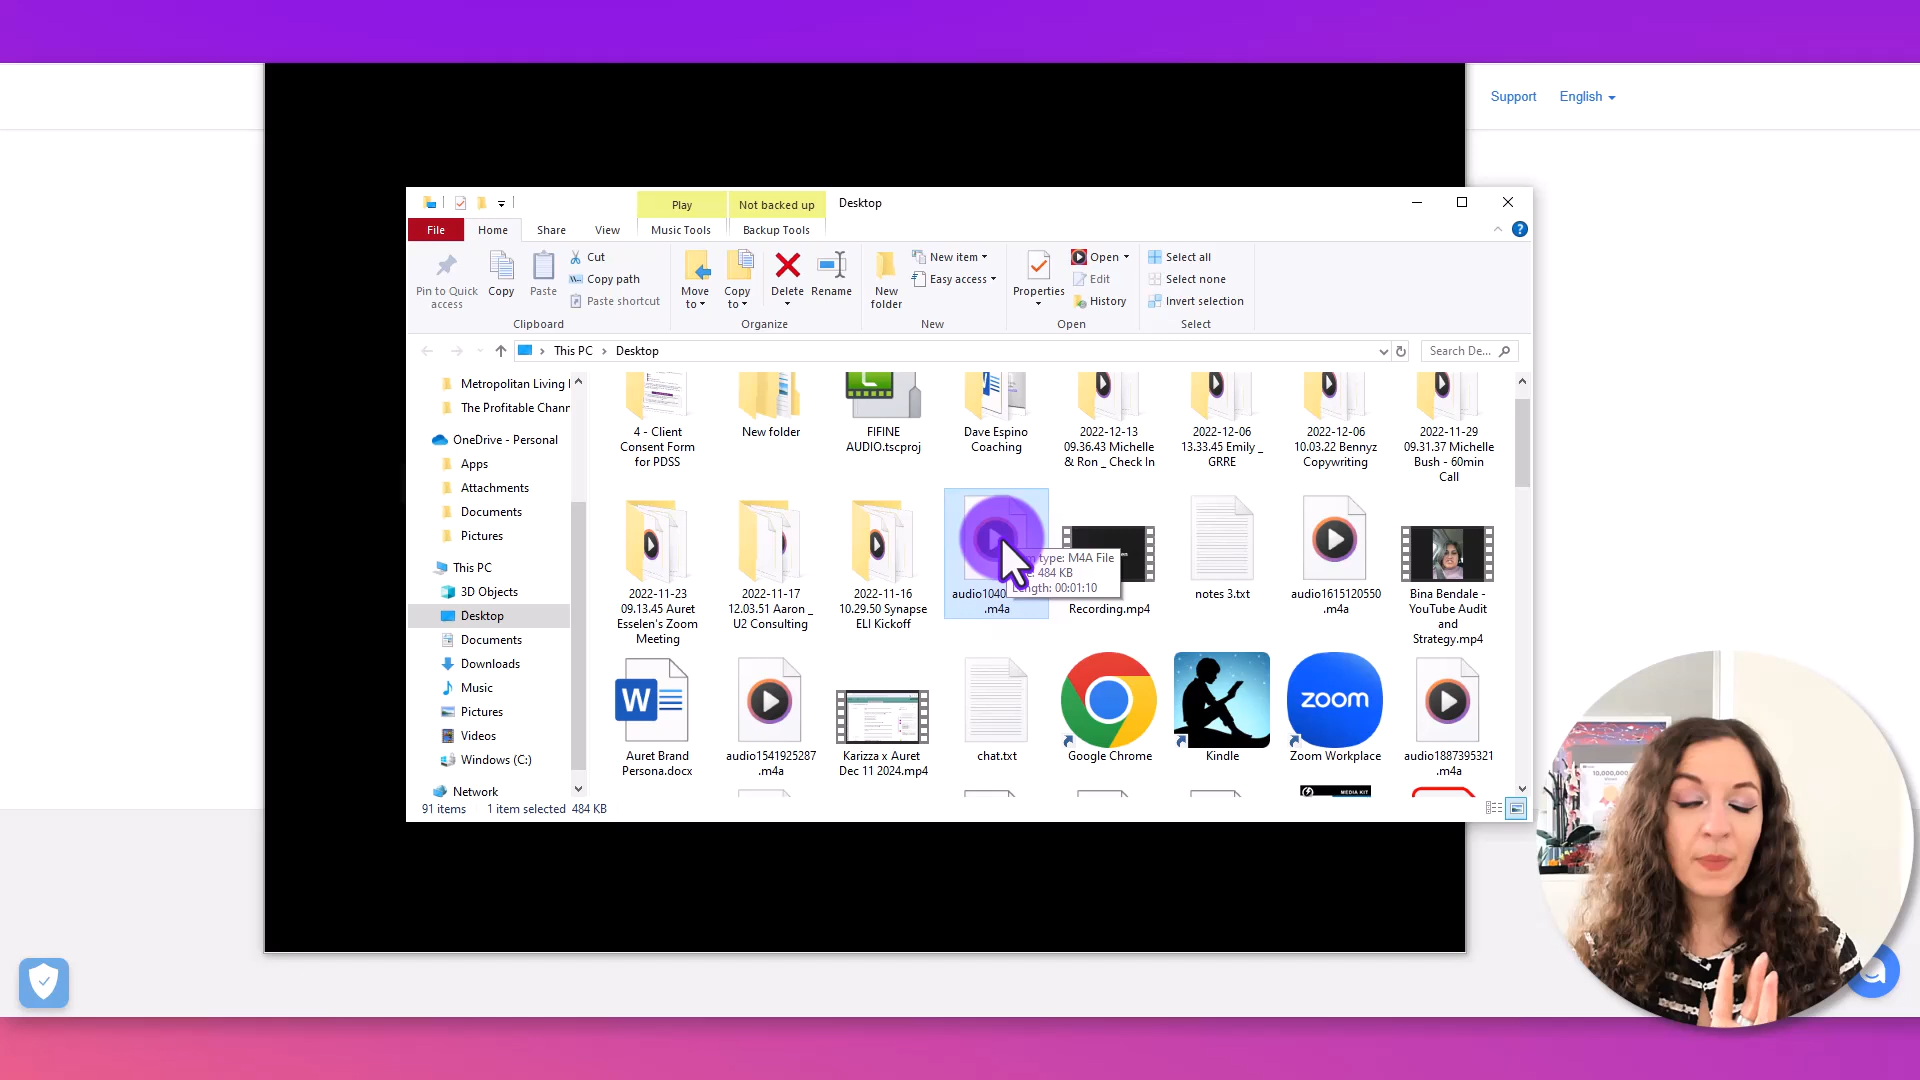 Support English
Play Not backed up Desktop
File Home Share View Music Tools Backup Tools
Pin to Quick access
Copy
Paste
Cut
Copy path
Paste shortcut
Clipboard
Move to
Copy to
Delete
Rename
Organize
New folder
New item
Easy access
New
Properties
Open
Edit
History
Open
Select all
Select none
Invert selection
Select
This PC > Desktop
Search De...
Metropolitan Living
The Profitable Chann
OneDrive - Personal
Apps
Attachments
Documents
Pictures
This PC
3D Objects
Desktop
Documents
Downloads
Music
Pictures
Videos
Windows (C:)
Network
4 - Client
Consent Form
for PDSS
New folder
FIFINE
AUDIO.tscproj
Dave Espino
Coaching
2022-12-13
09.36.43 Michelle
& Ron _ Check In
2022-12-06
13.33.45 Emily _
GRRE
2022-12-06
10.03.22 Bennyz
Copywriting
2022-11-29
09.31.37 Michelle
Bush - 60min
Call
2022-11-23
09.13.45 Auret
Esselen's Zoom
Meeting
2022-11-17
12.03.51 Aaron _
U2 Consulting
2022-11-16
10.29.50 Synapse
ELI Kickoff
audio1040
.m4a
type: M4A File
484 KB
Length: 00:01:10
Recording.mp4
notes 3.txt
audio1615120550
.m4a
Bina Bendale -
YouTube Audit
and
Strategy.mp4
W
Auret Brand
Persona.docx
audio1541925287
.m4a
Karizza x Auret
Dec 11 2024.mp4
chat.txt
Google Chrome
Kindle
zoom
Zoom Workplace
audio1887395321
.m4a
MEDIA KIT
91 items 1 item selected 484 KB
10,000,000